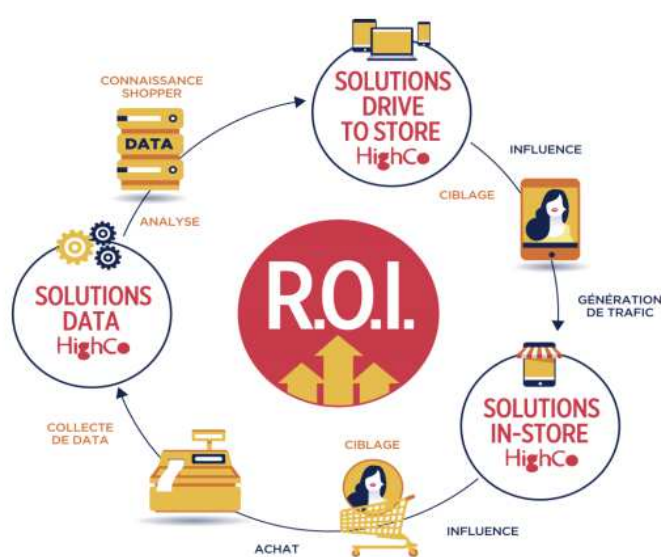 CONNAISSANCE
SHOPPER
DATA
ANALYSE
SOLUTIONS
DRIVE
TO STORE
HighCo
INFLUENCE
CIBLAGE
GÉNÉRATION
DE TRAFIC
R.O.I.
SOLUTIONS
DATA
HighCo
SOLUTIONS
IN-STORE
HighCo
COLLECTE
DE DATA
CIBLAGE
INFLUENCE
ACHAT